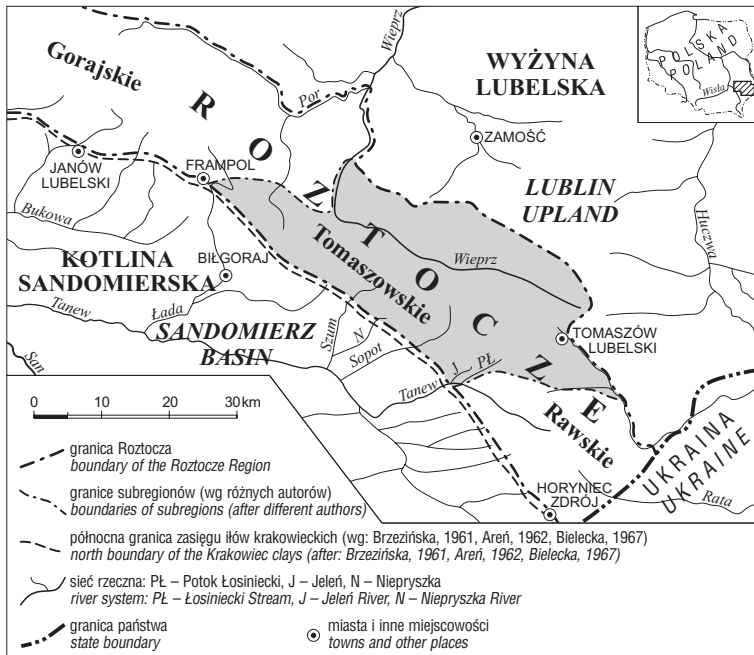 POLSKA
POLAND
Wisła
Wieprz
WYŻYNA
LUBELSKA
Gorajskie
Por
ROZTOCZE
ZAMOŚĆ
JANÓW
LUBELSKI
FRAMPOL
LUBLIN
UPLAND
Huczwa
Bukowa
Tomaszowskie
Wieprz
KOTLINA
SANDOMIERSKA
BIŁGORAJ
Tanew
Łada
SANDOMIERZ
BASIN
Szum
N
Sopot
TOMASZÓW
LUBELSKI
San
Tanew
J
PŁ
Rawskie
UKRAINA
UKRAINE
HORYNIEC
ZDRÓJ
Rata
0 10 20 30 km
granica Roztocza
boundary of the Roztocze Region
granice subregionów (wg różnych autorów)
boundaries of subregions (after different authors)
północna granica zasięgu iłów krakowieckich (wg: Brzezińska, 1961, Areń, 1962, Bielecka, 1967)
north boundary of the Krakowiec clays (after: Brzezińska, 1961, Areń, 1962, Bielecka, 1967)
sieć rzeczna: PŁ – Potok Łosiniecki, J – Jeleń, N – Niepryszka
river system: PŁ – Łosiniecki Stream, J – Jeleń River, N – Niepryszka River
granica państwa
state boundary
miasta i inne miejscowości
towns and other places